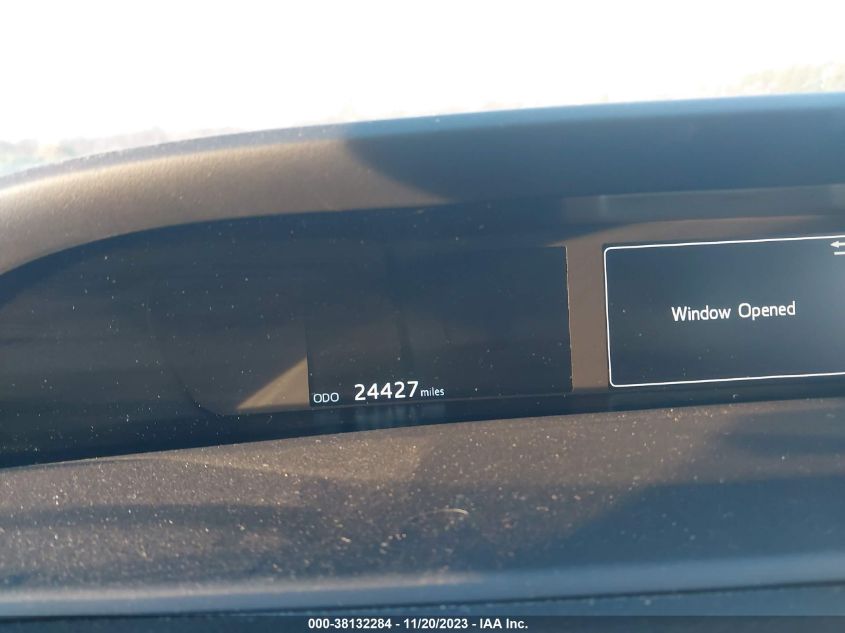 Window Opened
ODO 24427 miles
000-38132284 - 11/20/2023 - IAA Inc.